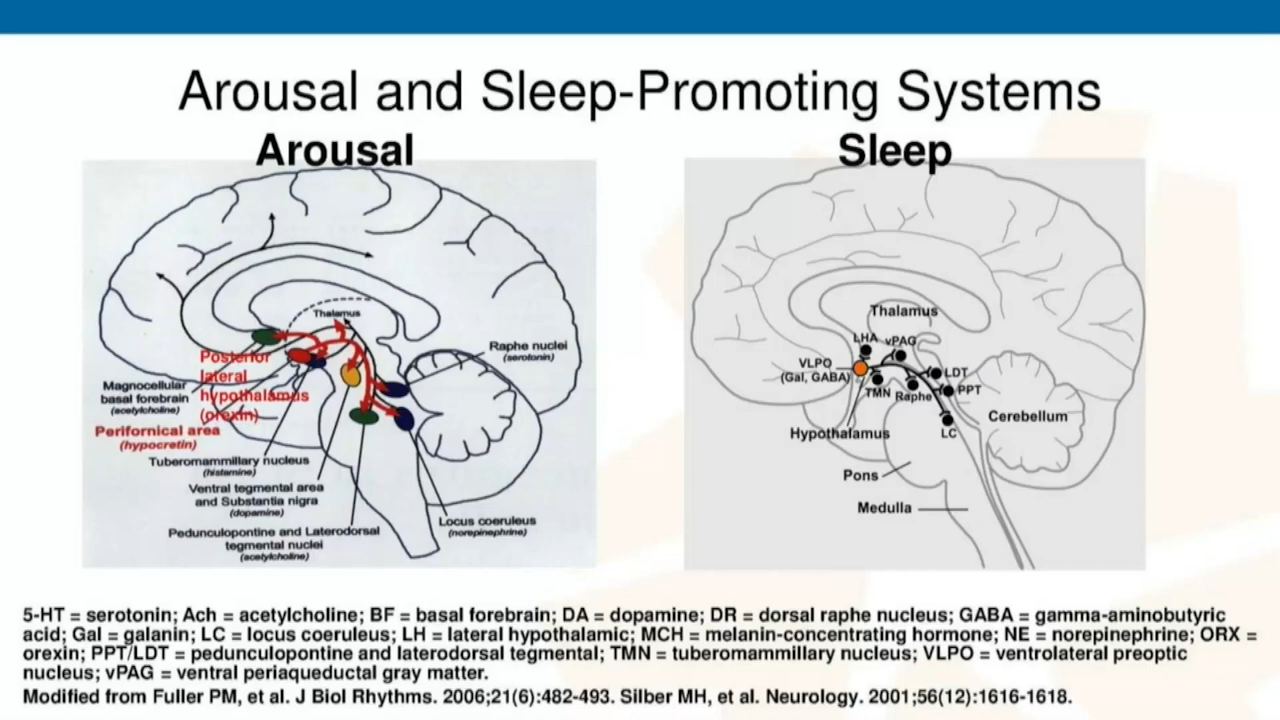 Arousal and Sleep-Promoting Systems
Arousal
Thalamus
Raphe nuclei
(serotonin)
Posterior
lateral
hypothalamus
(orexin)
Magnocellular
basal forebrain
(acetylcholine)
Perifornical area
(hypocretin)
Tuberomammillary nucleus
(histamine)
Ventral tegmental area
and Substantia nigra
(dopamine)
Pedunculopontine and Laterodorsal
tegmental nuclei
(acetylcholine)
Locus coeruleus
(norepinephrine)
Sleep
Thalamus
LHA
vPAG
VLPO
(Gal, GABA)
LDT
TMN
Raphe
PPT
Cerebellum
Hypothalamus
LC
Pons
Medulla
5-HT = serotonin; Ach = acetylcholine; BF = basal forebrain; DA = dopamine; DR = dorsal raphe nucleus; GABA = gamma-aminobutyric
acid; Gal = galanin; LC = locus coeruleus; LH = lateral hypothalamic; MCH = melanin-concentrating hormone; NE = norepinephrine; ORX =
orexin; PPT/LDT = pedunculopontine and laterodorsal tegmental; TMN = tuberomammillary nucleus; VLPO = ventrolateral preoptic
nucleus; vPAG = ventral periaqueductal gray matter.
Modified from Fuller PM, et al. J Biol Rhythms. 2006;21(6):482-493. Silber MH, et al. Neurology. 2001;56(12):1616-1618.